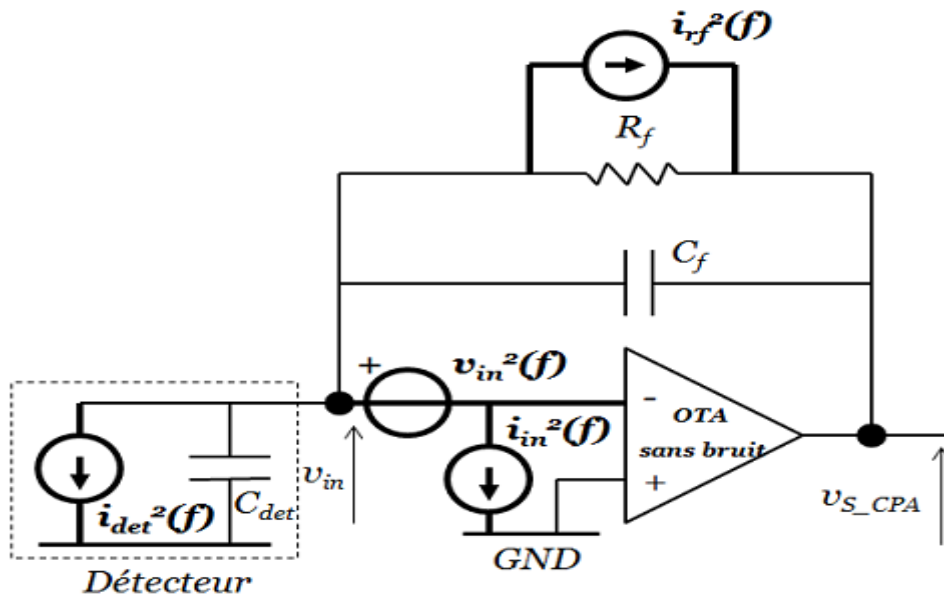 i_rf²(f)
R_f
C_f
+ v_in²(f)
- OTA
i_in²(f)
sans bruit
+
v_in
C_det
i_det²(f)
v_S_CPA
GND
Détecteur